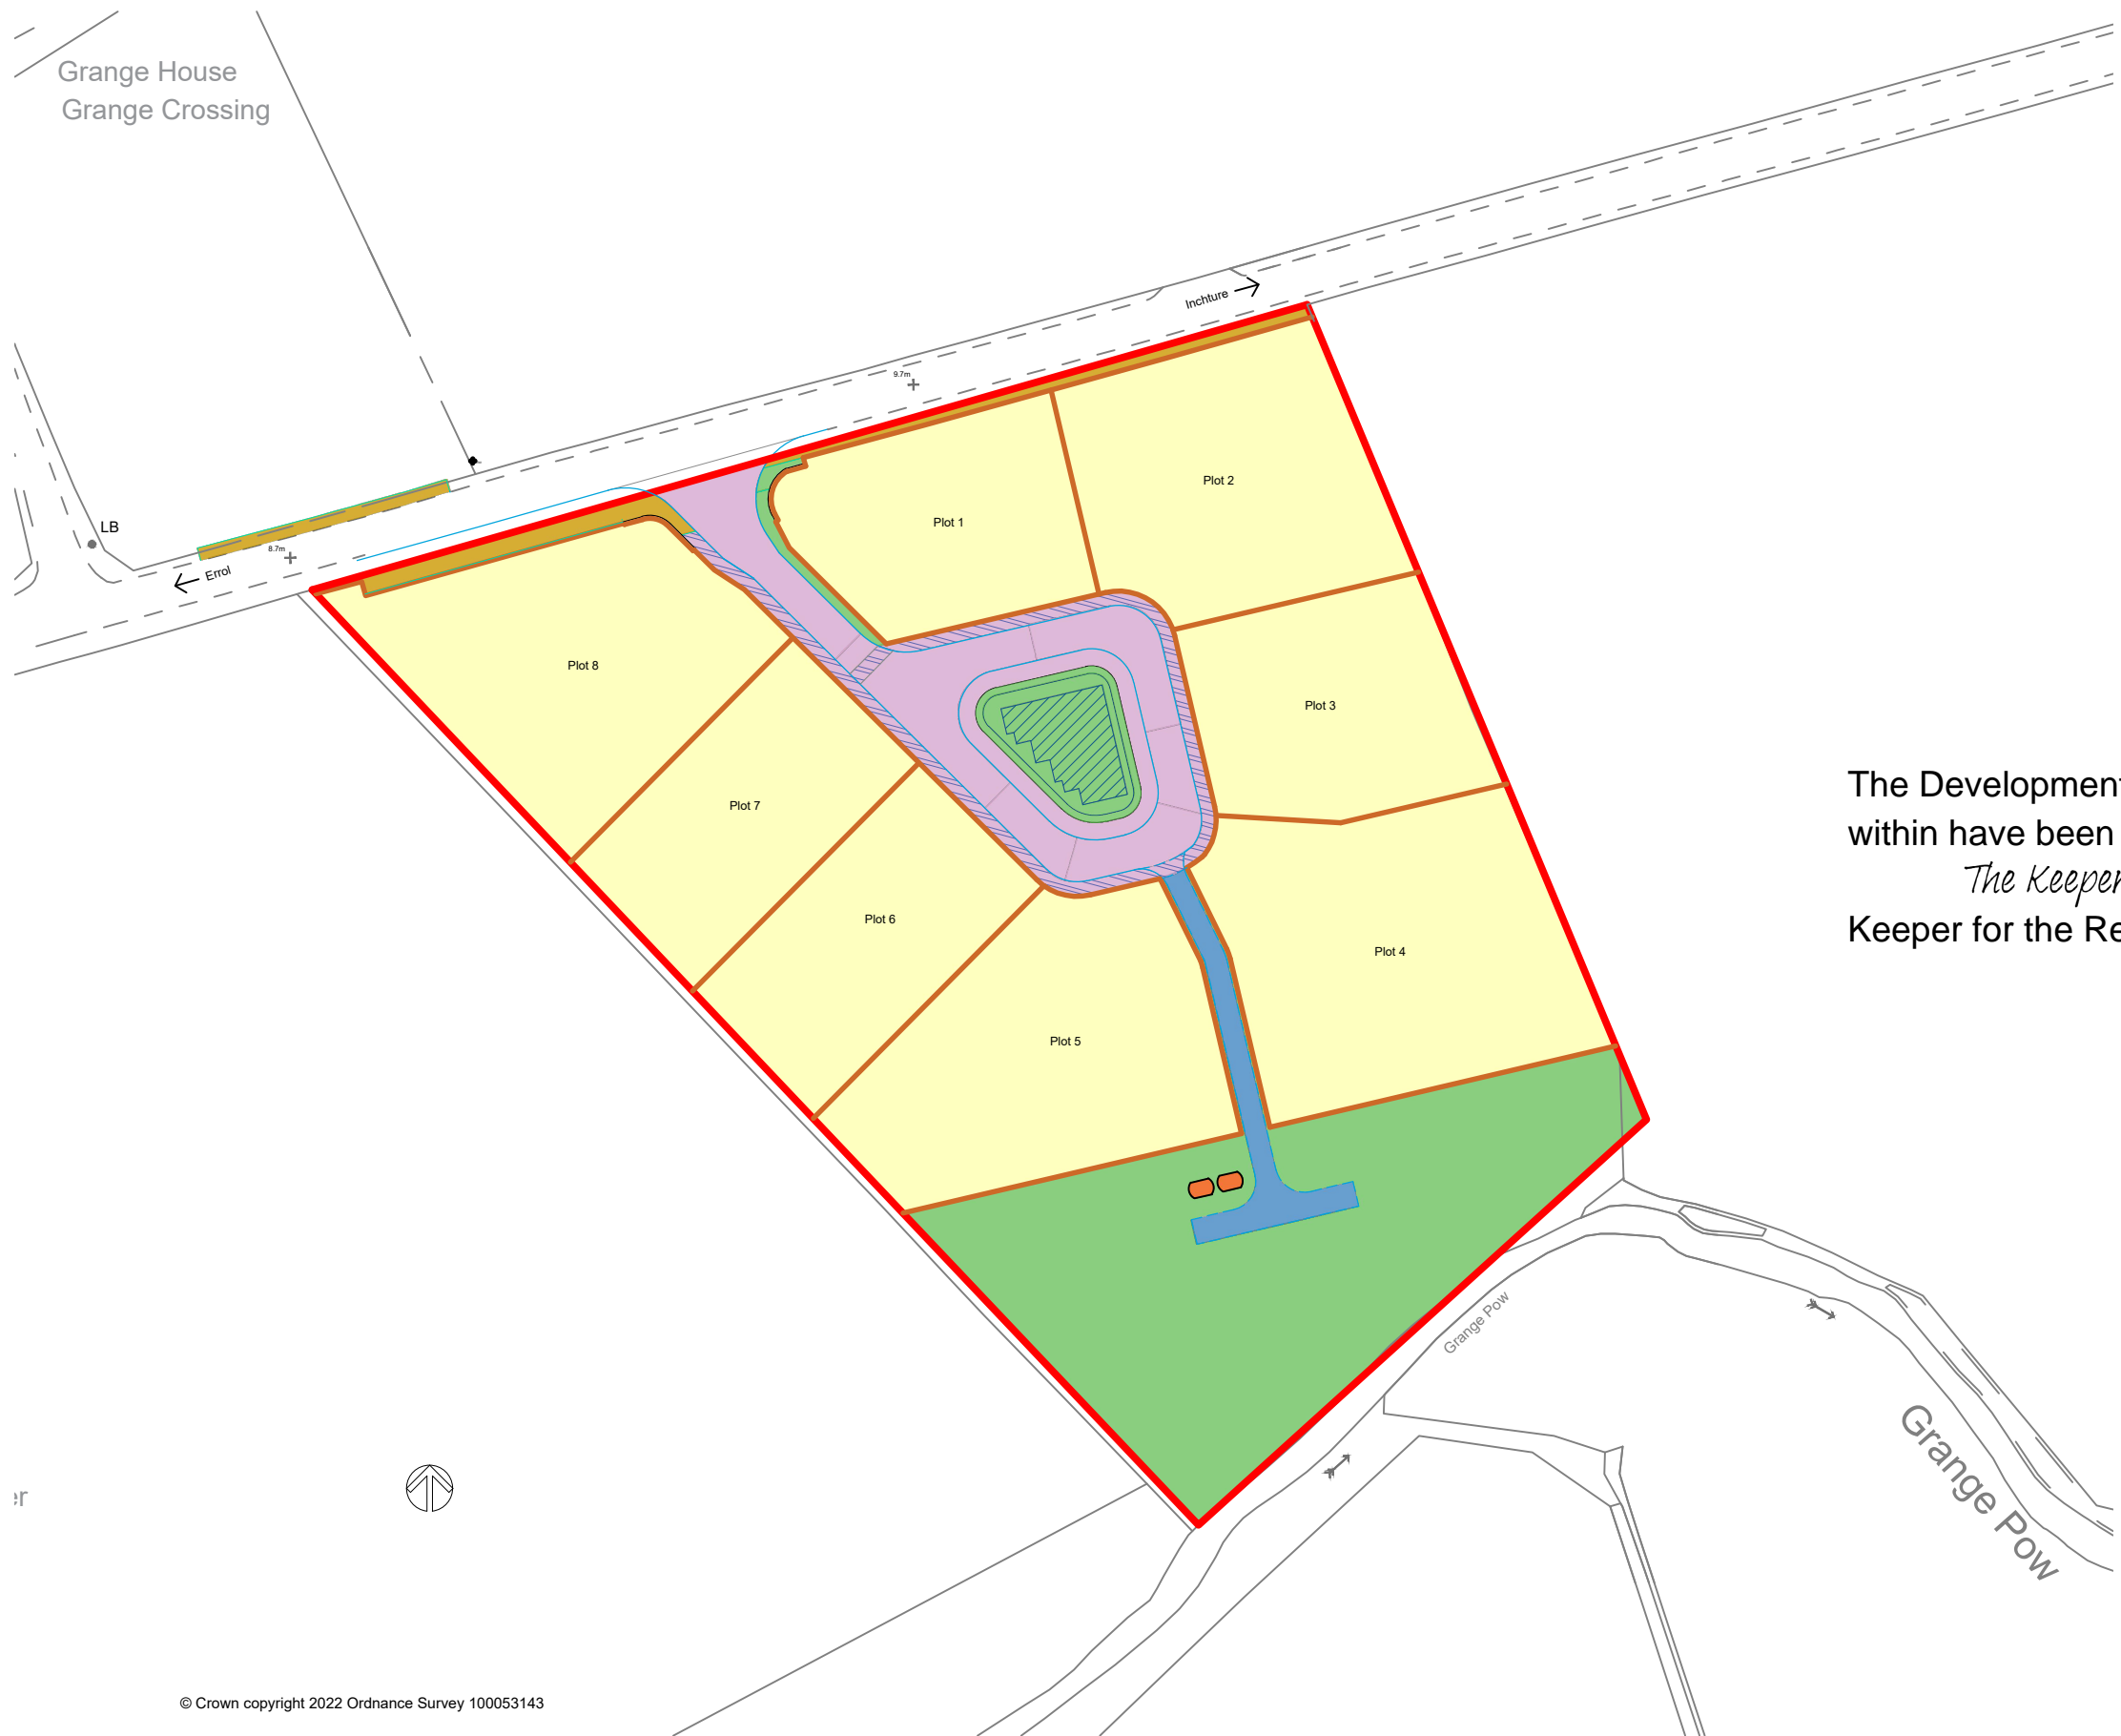 Grange House
Grange Crossing
Inchture
9.7m
LB
8.7m
Errol
Plot 2
Plot 1
Plot 8
Plot 3
Plot 7
The Development
within have been
The Keeper
Keeper for the Re
Plot 6
Plot 4
Plot 5
Grange Pow
Grange Pow
er
© Crown copyright 2022 Ordnance Survey 100053143